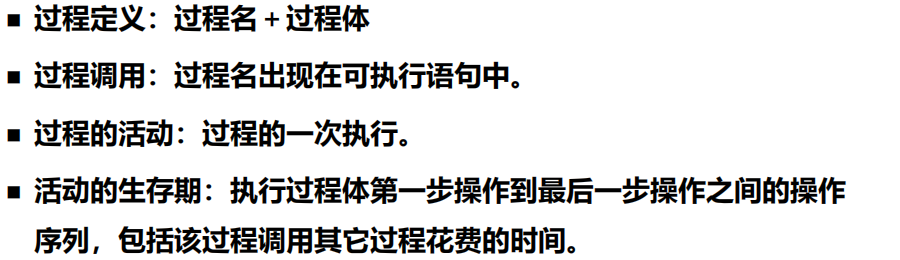 ■ 过程定义：过程名＋过程体
■ 过程调用：过程名出现在可执行语句中。
■ 过程的活动：过程的一次执行。
■ 活动的生存期：执行过程体第一步操作到最后一步操作之间的操作
序列，包括该过程调用其它过程花费的时间。